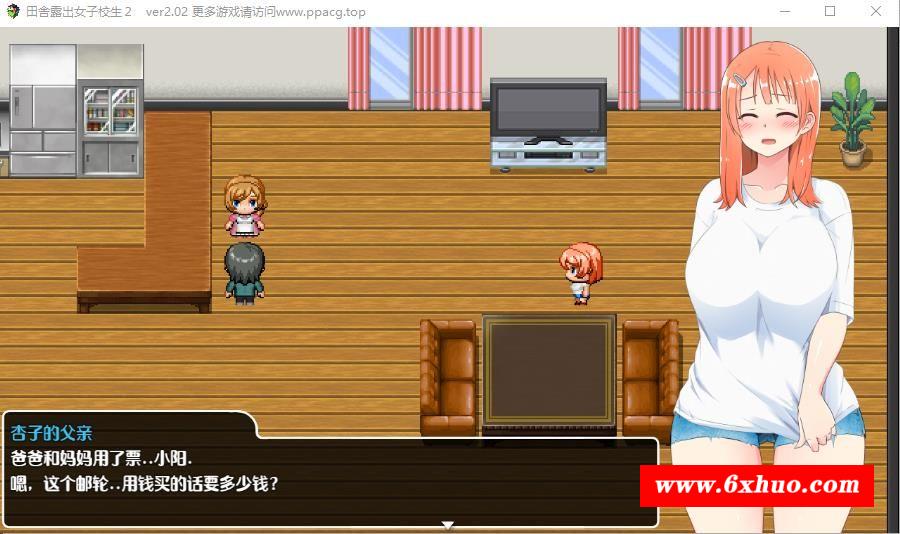 田舎露出女子校生２ ver2.02 更多游戏请访问www.ppacg.top
杏子的父亲
爸爸和妈妈用了票..小阳.
嗯，这个邮轮..用钱买的话要多少钱？
www.6xhuo.com